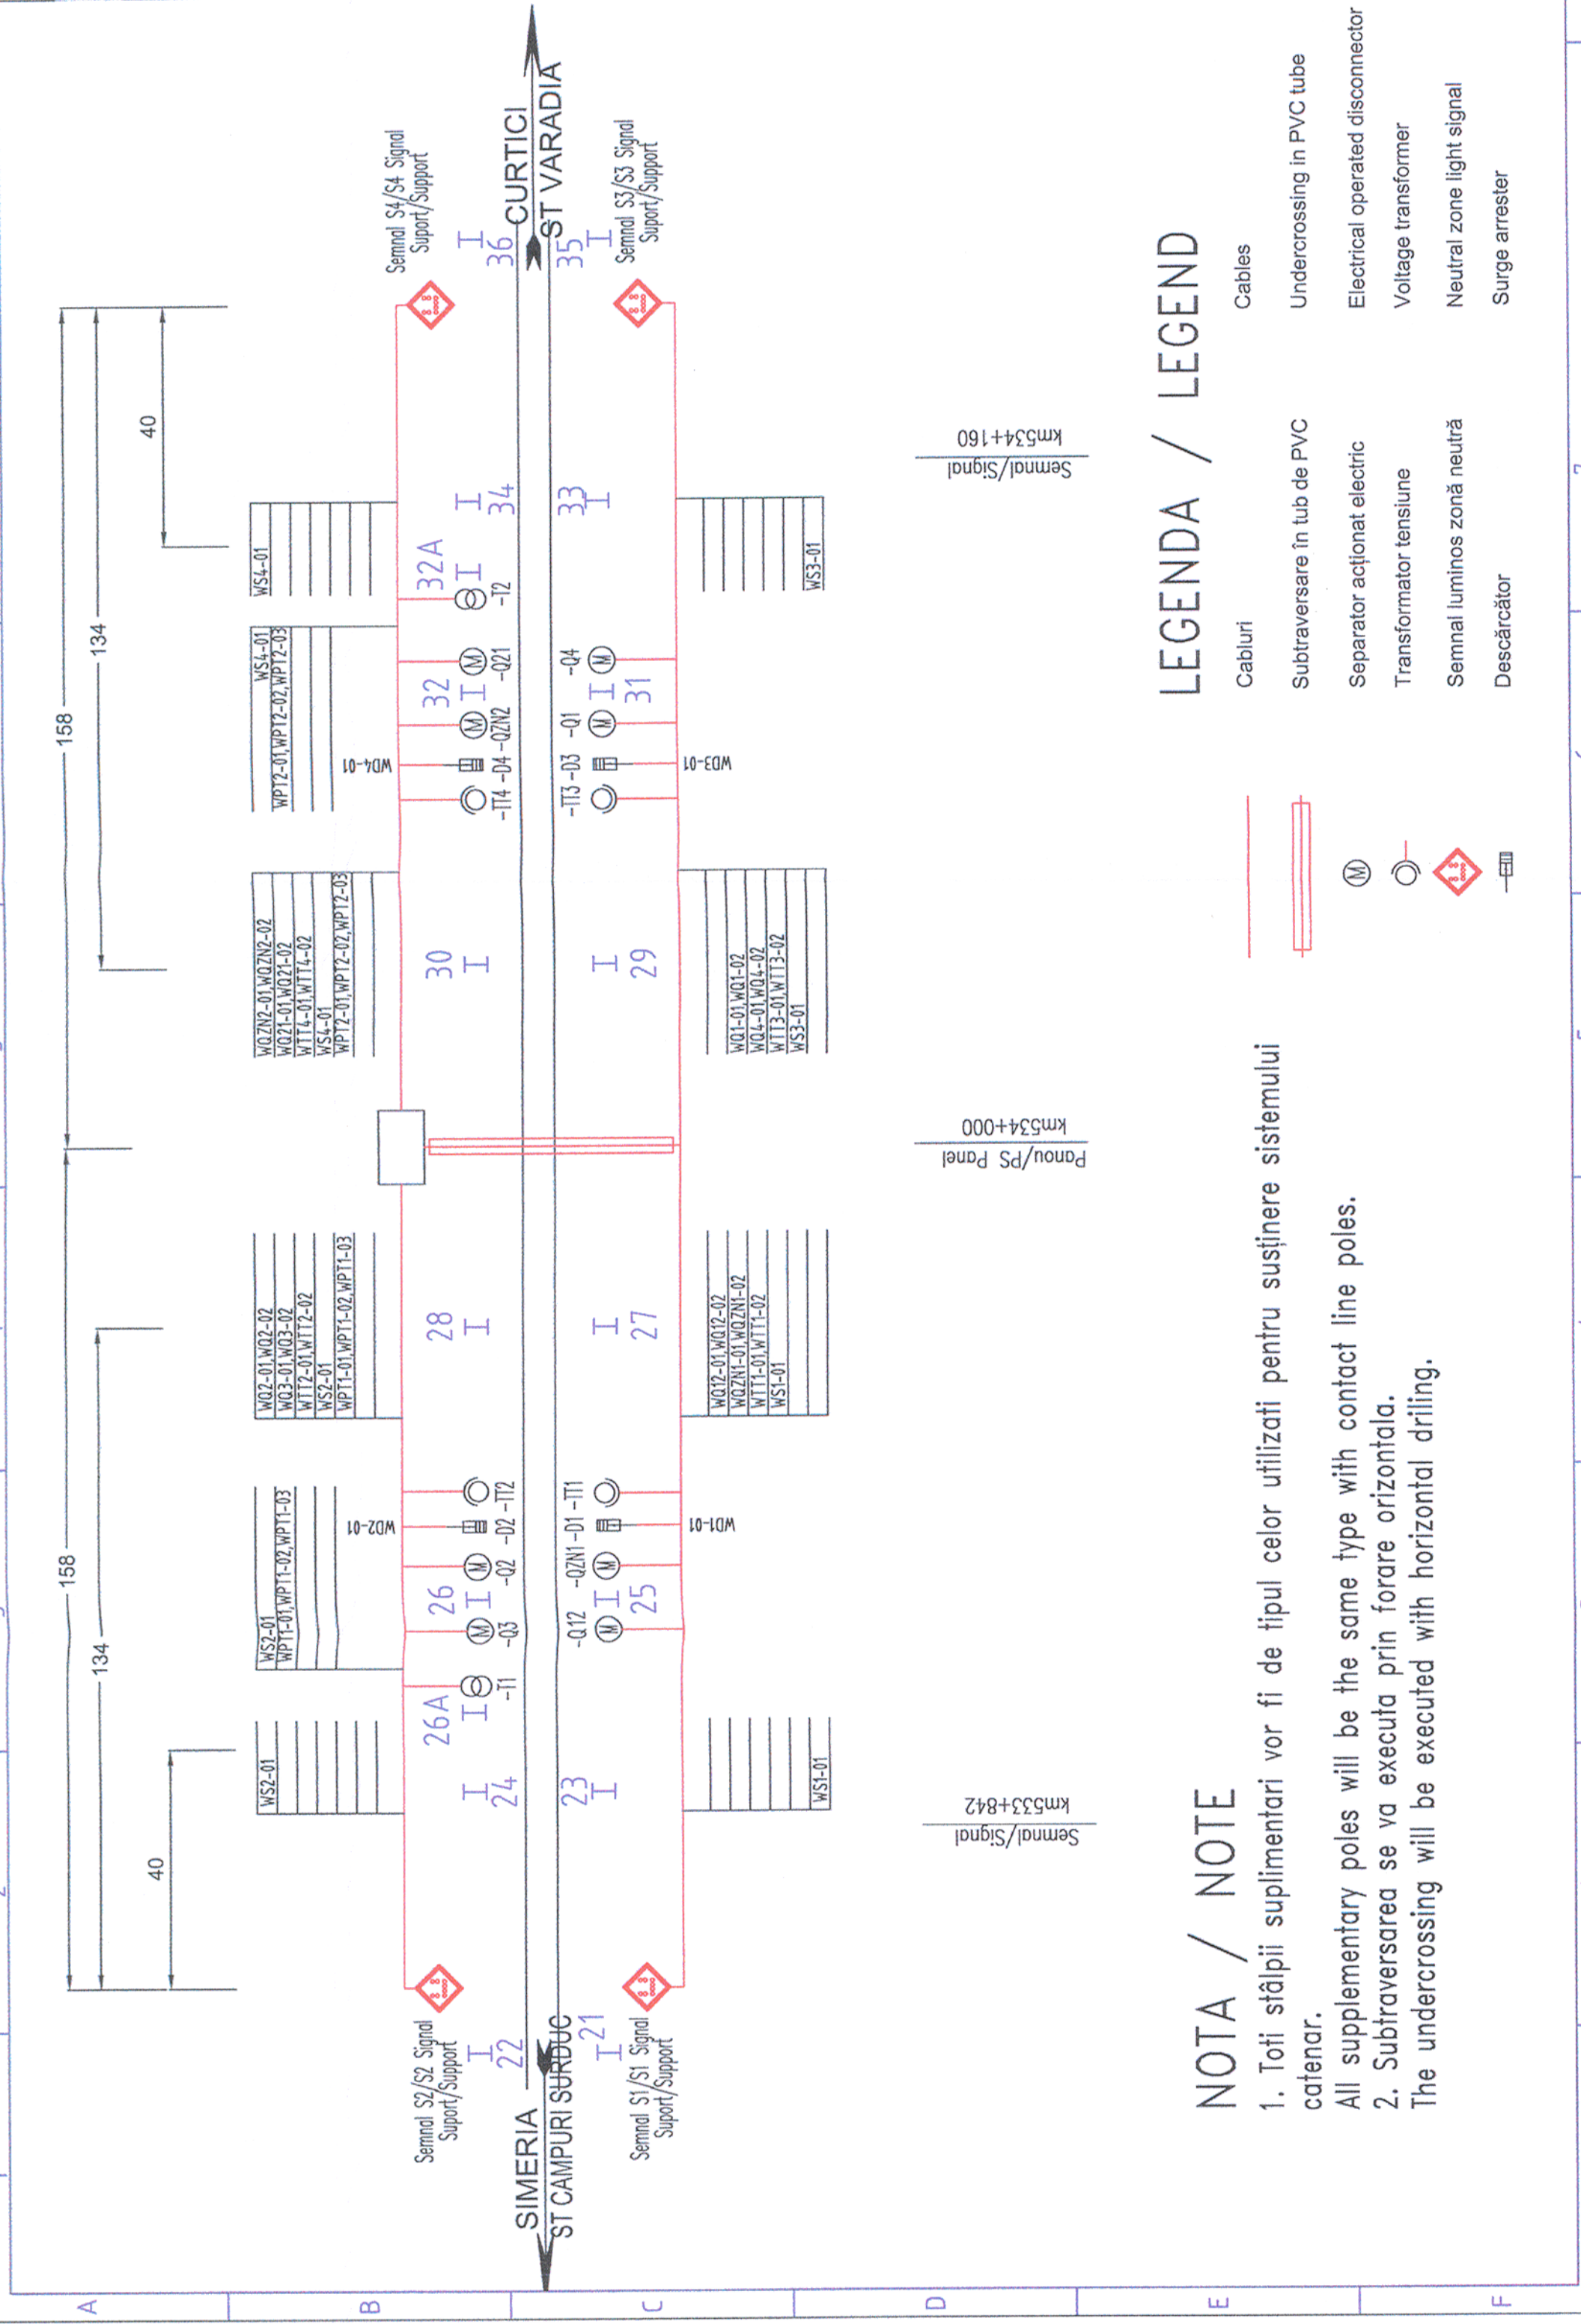 158
158
134
134
40
40
WS2-01
WS2-01
WPT1-01,WPT1-02,WPT1-03
WQ2-01,WQ2-02
WQ3-01,WQ3-02
WTT2-01,WTT2-02
WS2-01
WPT1-01,WPT1-02,WPT1-03
WQZN2-01,WQZN2-02
WQ21-01,WQ21-02
WTT4-01,WTT4-02
WS4-01
WPT2-01,WPT2-02,WPT2-03
WS4-01
WPT2-01,WPT2-02,WPT2-03
WS4-01
WD2-01
WD4-01
Semnal S2/S2 Signal
Suport/Support
Semnal S4/S4 Signal
Suport/Support
22
24
26A
26
28
30
32
32A
34
36
-T1
-Q3
-Q2
-D2
-TT2
-TT4
-D4
-QZN2
-Q21
-T2
SIMERIA
ST CAMPURI SURDUC
CURTICI
ST VARADIA
-Q12
-QZN1
-D1
-TT1
-TT3
-D3
-Q1
-Q4
21
23
25
27
29
31
33
35
Semnal S1/S1 Signal
Suport/Support
Semnal S3/S3 Signal
Suport/Support
WD1-01
WD3-01
WS1-01
WQ12-01,WQ12-02
WQZN1-01,WQZN1-02
WTT1-01,WTT1-02
WS1-01
WQ1-01,WQ1-02
WQ4-01,WQ4-02
WTT3-01,WTT3-02
WS3-01
WS3-01
Semnal/Signal
km533+842
Panou/PS Panel
km534+000
Semnal/Signal
km534+160
NOTA / NOTE
1. Toti stâlpii suplimentari vor fi de tipul celor utilizati pentru susținere sistemului
catenar.
All supplementary poles will be the same type with contact line poles.
2. Subtraversarea se va executa prin forare orizontala.
The undercrossing will be executed with horizontal driling.
LEGENDA / LEGEND
Cabluri Cables
Subtraversare în tub de PVC Undercrossing in PVC tube
M Separator acționat electric Electrical operated disconnector
Transformator tensiune Voltage transformer
Semnal luminos zonă neutră Neutral zone light signal
Descărcător Surge arrester
A
B
C
D
E
F